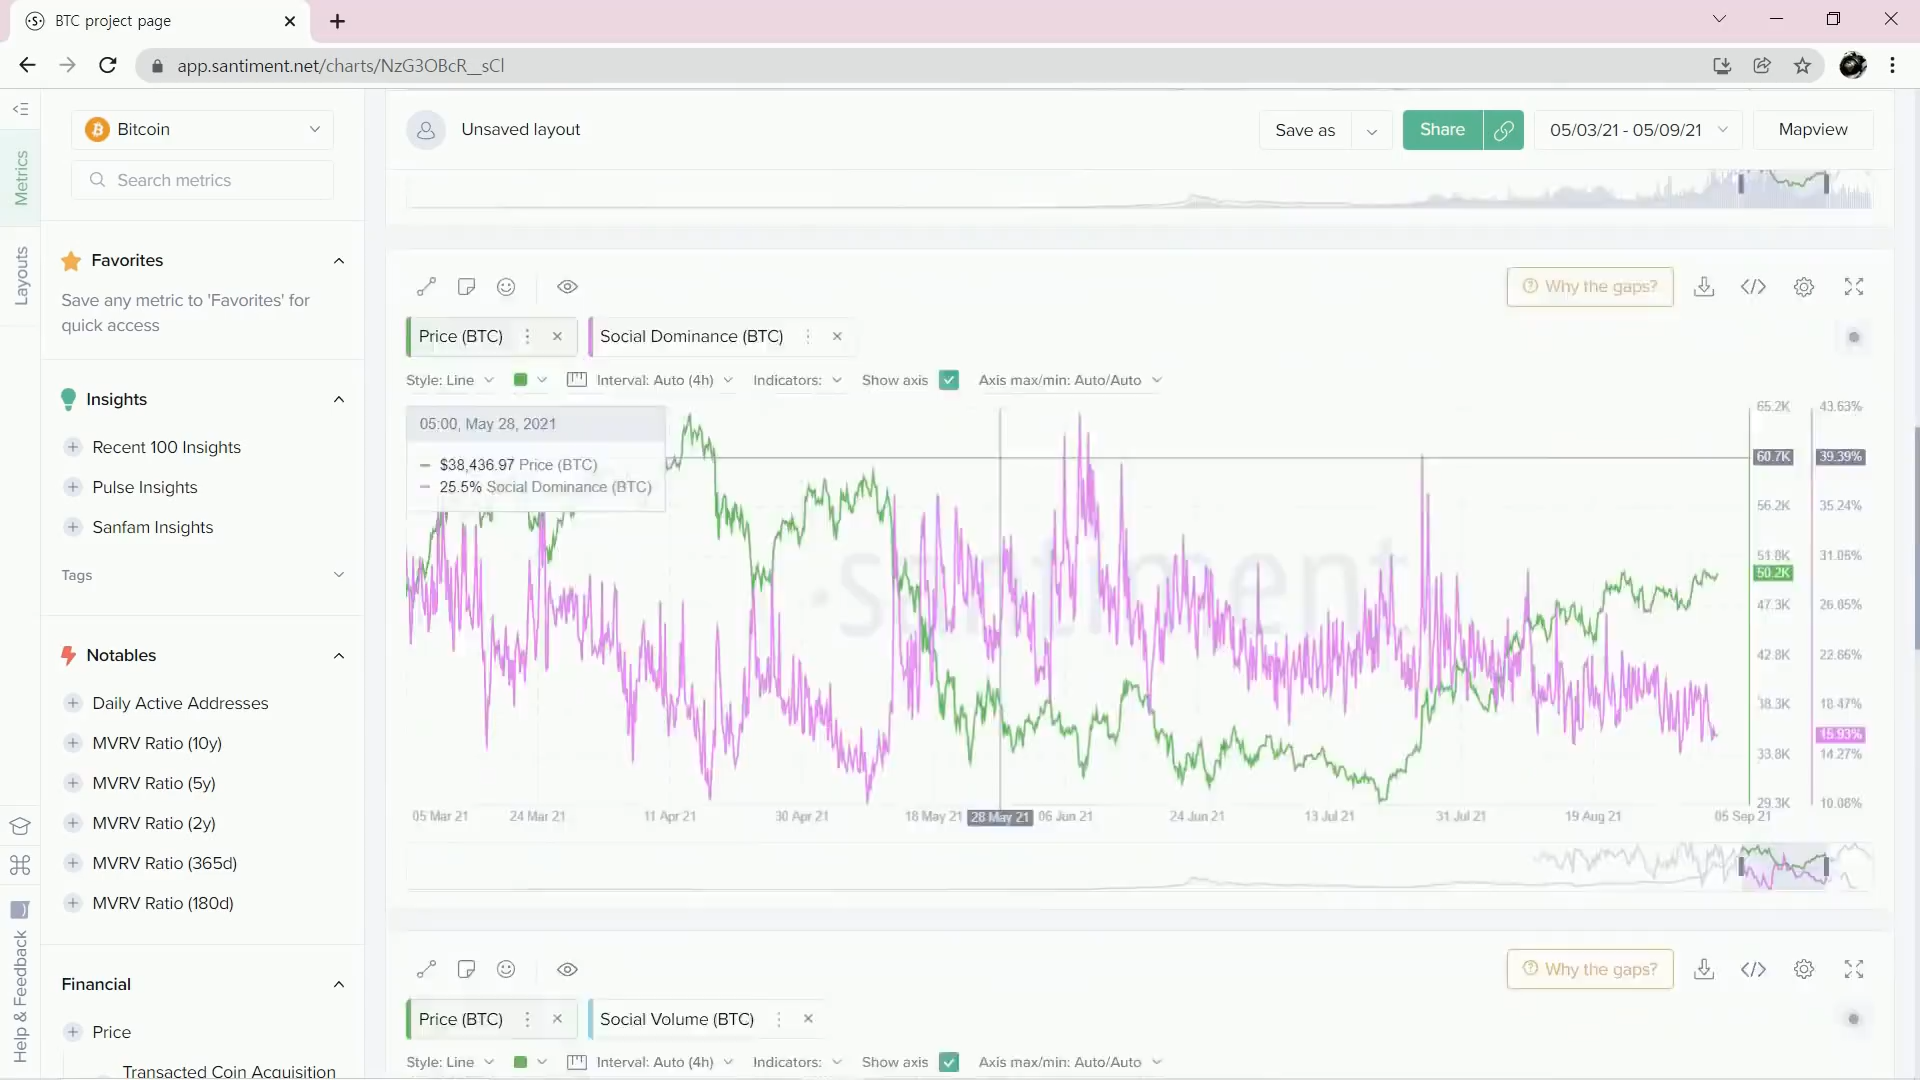 BTC project page
app.santiment.net/charts/NzG3OBcR__sCl
Bitcoin
Unsaved layout
Save as
Share
05/03/21 - 05/09/21
Mapview
Metrics
Search metrics
Layouts
Favorites
Save any metric to 'Favorites' for
quick access
Why the gaps?
Price (BTC)
Social Dominance (BTC)
Style: Line
Interval: Auto (4h)
Indicators:
Show axis
Axis max/min: Auto/Auto
Insights
Recent 100 Insights
Pulse Insights
Sanfam Insights
Tags
05:00, May 28, 2021
$38,436.97 Price (BTC)
25.5% Social Dominance (BTC)
·santiment·
65.2K
60.7K
56.2K
51.8K
50.2K
47.3K
42.8K
38.3K
33.8K
29.3K
43.63%
39.39%
35.24%
31.05%
26.05%
22.66%
18.47%
15.93%
14.27%
10.08%
05 Mar 21
24 Mar 21
11 Apr 21
30 Apr 21
18 May 21
28 May 21
06 Jun 21
24 Jun 21
13 Jul 21
31 Jul 21
19 Aug 21
05 Sep 21
Notables
Daily Active Addresses
MVRV Ratio (10y)
MVRV Ratio (5y)
MVRV Ratio (2y)
MVRV Ratio (365d)
MVRV Ratio (180d)
Help & Feedback
Financial
Price
Transacted Coin Acquisition
Why the gaps?
Price (BTC)
Social Volume (BTC)
Style: Line
Interval: Auto (4h)
Indicators:
Show axis
Axis max/min: Auto/Auto